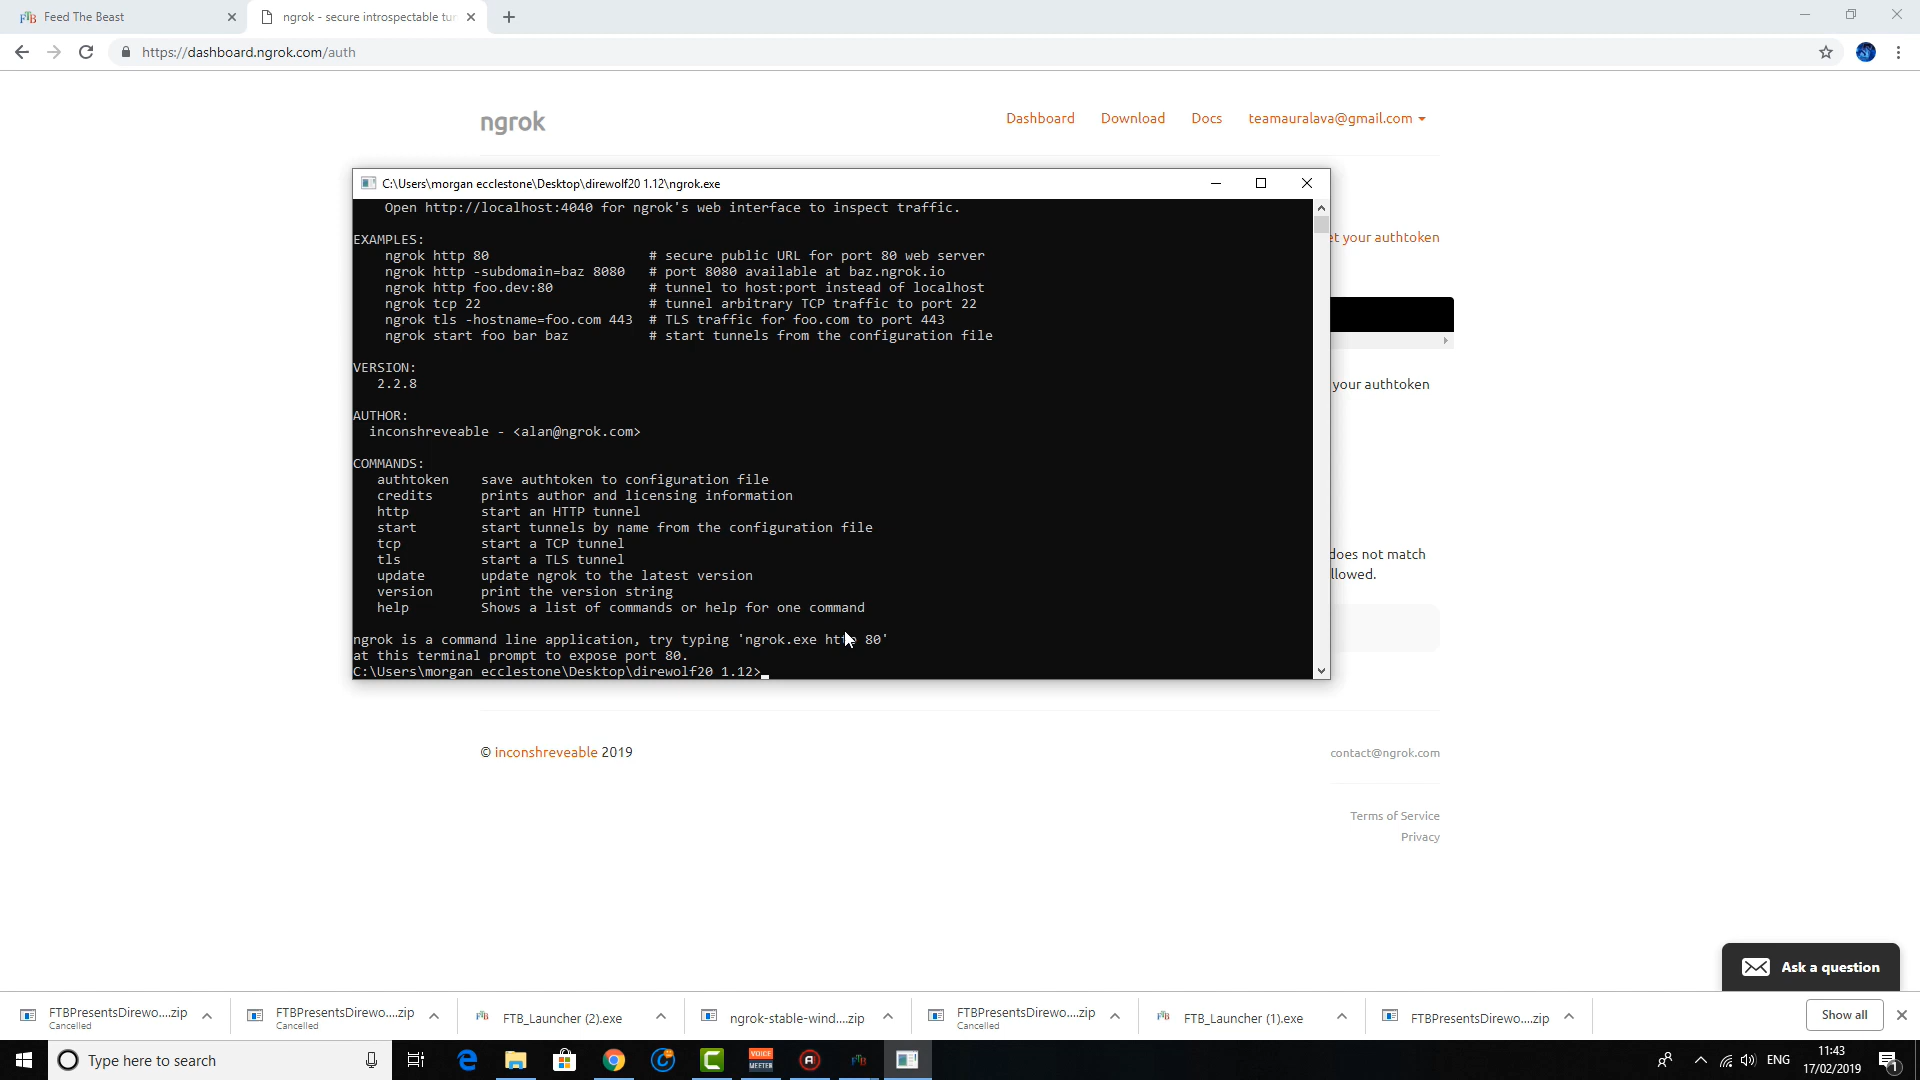 Feed The Beast
ngrok - secure introspectable tun
https://dashboard.ngrok.com/auth
ngrok
Dashboard
Download
Docs
teamauralava@gmail.com
C:\Users\morgan ecclestone\Desktop\direwolf20 1.12\ngrok.exe
Open http://localhost:4040 for ngrok's web interface to inspect traffic.
EXAMPLES:
ngrok http 80 # secure public URL for port 80 web server
ngrok http -subdomain=baz 8080 # port 8080 available at baz.ngrok.io
ngrok http foo.dev:80 # tunnel to host:port instead of localhost
ngrok tcp 22 # tunnel arbitrary TCP traffic to port 22
ngrok tls -hostname=foo.com 443 # TLS traffic for foo.com to port 443
ngrok start foo bar baz # start tunnels from the configuration file
VERSION:
2.2.8
AUTHOR:
inconshreveable - <alan@ngrok.com>
COMMANDS:
authtoken save authtoken to configuration file
credits prints author and licensing information
http start an HTTP tunnel
start start tunnels by name from the configuration file
tcp start a TCP tunnel
tls start a TLS tunnel
update update ngrok to the latest version
version print the version string
help Shows a list of commands or help for one command
ngrok is a command line application, try typing 'ngrok.exe http 80'
at this terminal prompt to expose port 80.
C:\Users\morgan ecclestone\Desktop\direwolf20 1.12>
et your authtoken
your authtoken
does not match
llowed.
© inconshreveable 2019
contact@ngrok.com
Terms of Service
Privacy
Ask a question
FTBPresentsDirewo....zip
Cancelled
FTBPresentsDirewo....zip
Cancelled
FTB_Launcher (2).exe
ngrok-stable-wind....zip
FTBPresentsDirewo....zip
Cancelled
FTB_Launcher (1).exe
FTBPresentsDirewo....zip
Show all
Type here to search
VOICE
MEETER
ENG
11:43
17/02/2019
1